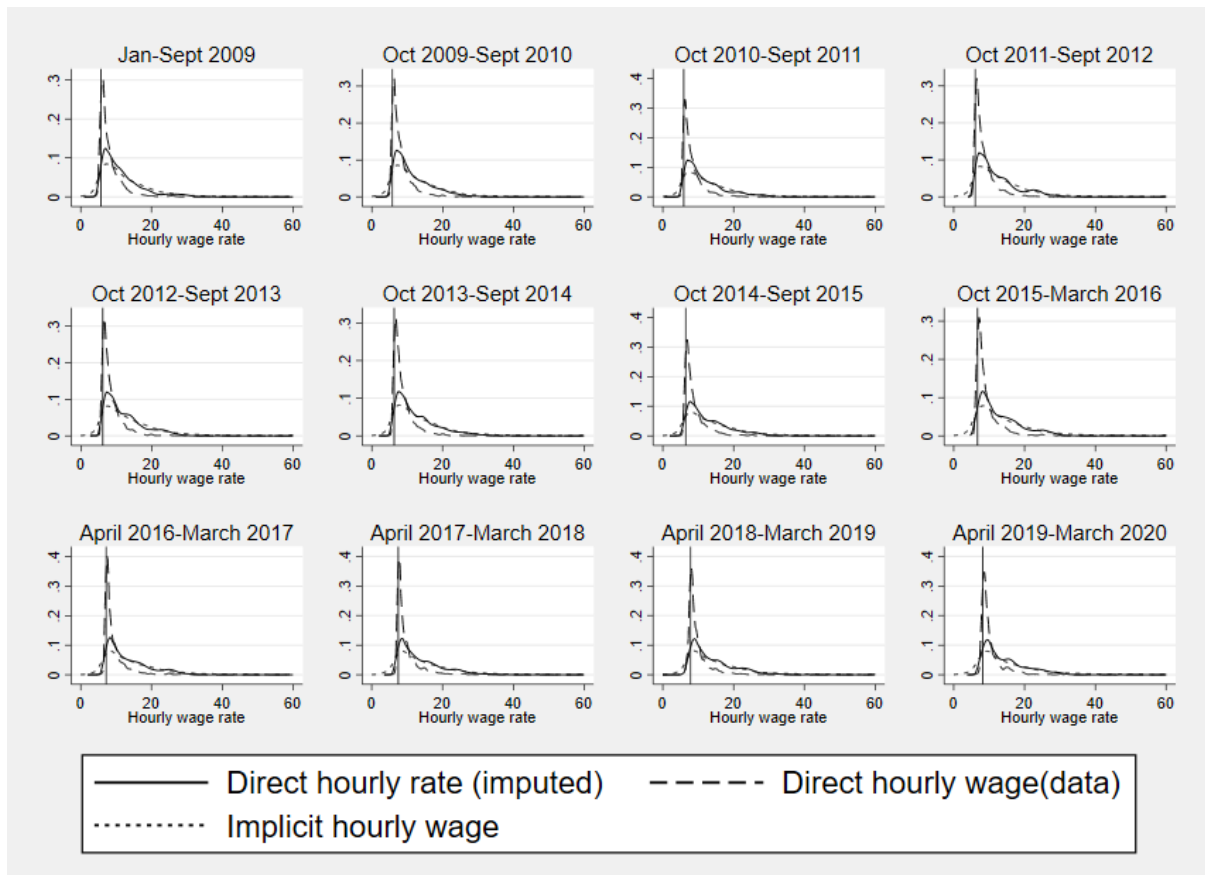 Jan-Sept 2009
.3
.2
.1
0
0 20 40 60
Hourly wage rate
Oct 2009-Sept 2010
.3
.2
.1
0
0 20 40 60
Hourly wage rate
Oct 2010-Sept 2011
.4
.3
.2
.1
0
0 20 40 60
Hourly wage rate
Oct 2011-Sept 2012
.3
.2
.1
0
0 20 40 60
Hourly wage rate
Oct 2012-Sept 2013
.3
.2
.1
0
0 20 40 60
Hourly wage rate
Oct 2013-Sept 2014
.3
.2
.1
0
0 20 40 60
Hourly wage rate
Oct 2014-Sept 2015
.4
.3
.2
.1
0
0 20 40 60
Hourly wage rate
Oct 2015-March 2016
.3
.2
.1
0
0 20 40 60
Hourly wage rate
April 2016-March 2017
.4
.3
.2
.1
0
0 20 40 60
Hourly wage rate
April 2017-March 2018
.4
.3
.2
.1
0
0 20 40 60
Hourly wage rate
April 2018-March 2019
.4
.3
.2
.1
0
0 20 40 60
Hourly wage rate
April 2019-March 2020
.4
.3
.2
.1
0
0 20 40 60
Hourly wage rate
Direct hourly rate (imputed)
Direct hourly wage(data)
Implicit hourly wage